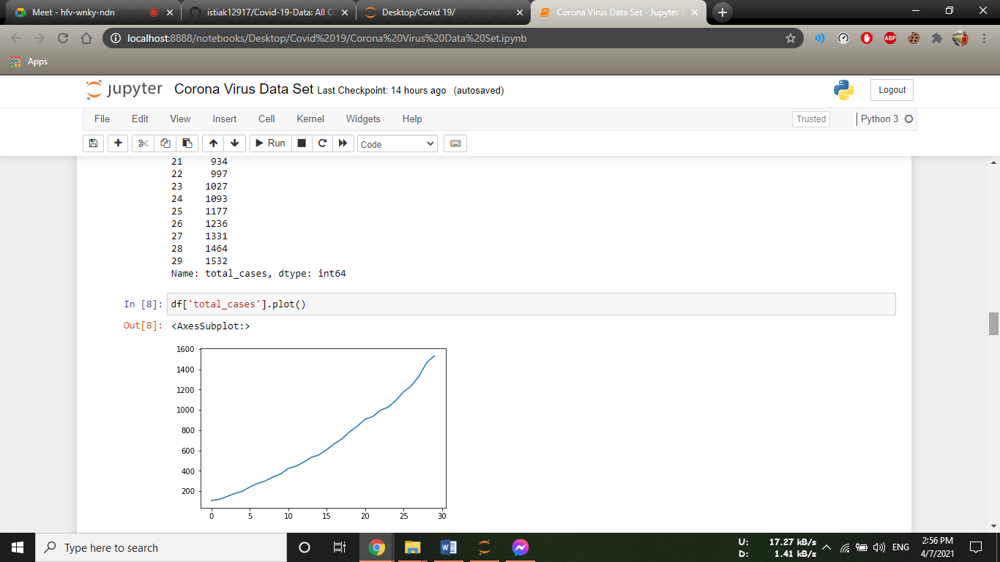 Meet - hfv-wnky-ndn
istiak12917/Covid-19-Data: All Co
Desktop/Covid 19/
Corona Virus Data Set - Jupyter
localhost:8888/notebooks/Desktop/Covid%2019/Corona%20Virus%20Data%20Set.ipynb
ABP
Apps
jupyter Corona Virus Data Set Last Checkpoint: 14 hours ago (autosaved)
Logout
File Edit View Insert Cell Kernel Widgets Help
Trusted
Python 3
Run
Code
21 934
22 997
23 1027
24 1093
25 1177
26 1236
27 1331
28 1464
29 1532
Name: total_cases, dtype: int64
In [8]: df['total_cases'].plot()
Out[8]: <AxesSubplot:>
1600
1400
1200
1000
800
600
400
200
0 5 10 15 20 25 30
Type here to search
U: 17.27 kB/s
D: 1.41 kB/s
ENG
2:56 PM
4/7/2021